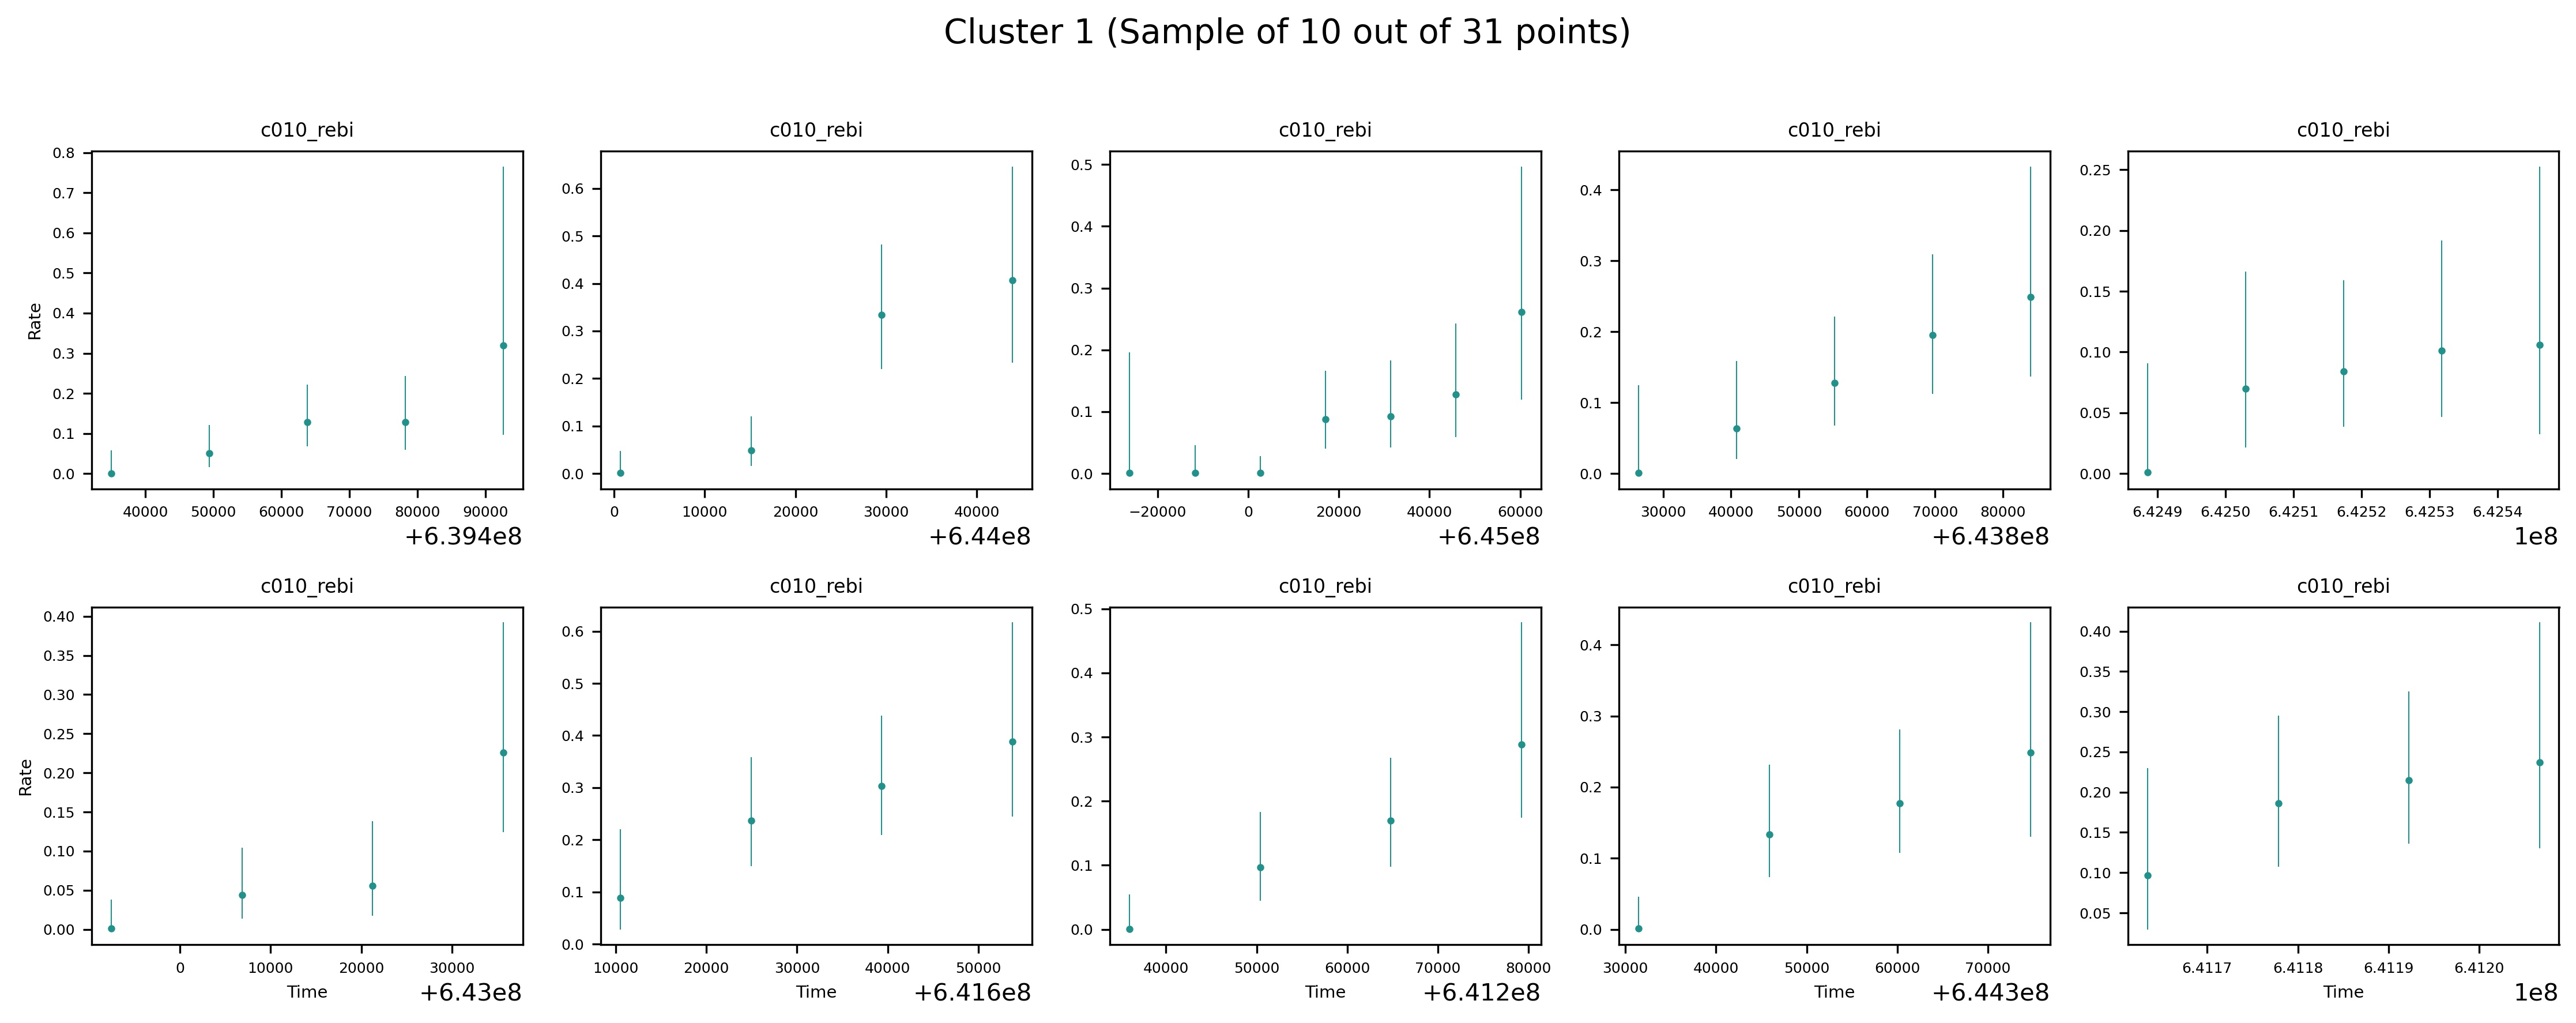 Cluster 1 (Sample of 10 out of 31 points)
c010_rebi c010_rebi c010_rebi c010_rebi c010_rebi
0.8 0.7 0.6 0.5 0.4 0.3 0.2 0.1 0.0
Rate
40000 50000 60000 70000 80000 90000
+6.394e8
0.6 0.5 0.4 0.3 0.2 0.1 0.0
0 10000 20000 30000 40000
+6.44e8
0.5 0.4 0.3 0.2 0.1 0.0
−20000 0 20000 40000 60000
+6.45e8
0.4 0.3 0.2 0.1 0.0
30000 40000 50000 60000 70000 80000
+6.438e8
0.25 0.20 0.15 0.10 0.05 0.00
6.4249 6.4250 6.4251 6.4252 6.4253 6.4254
1e8
c010_rebi c010_rebi c010_rebi c010_rebi c010_rebi
0.40 0.35 0.30 0.25 0.20 0.15 0.10 0.05 0.00
Rate
0 10000 20000 30000
Time +6.43e8
0.6 0.5 0.4 0.3 0.2 0.1 0.0
10000 20000 30000 40000 50000
Time +6.416e8
0.5 0.4 0.3 0.2 0.1 0.0
40000 50000 60000 70000 80000
Time +6.412e8
0.4 0.3 0.2 0.1 0.0
30000 40000 50000 60000 70000
Time +6.443e8
0.40 0.35 0.30 0.25 0.20 0.15 0.10 0.05
6.4117 6.4118 6.4119 6.4120
Time 1e8